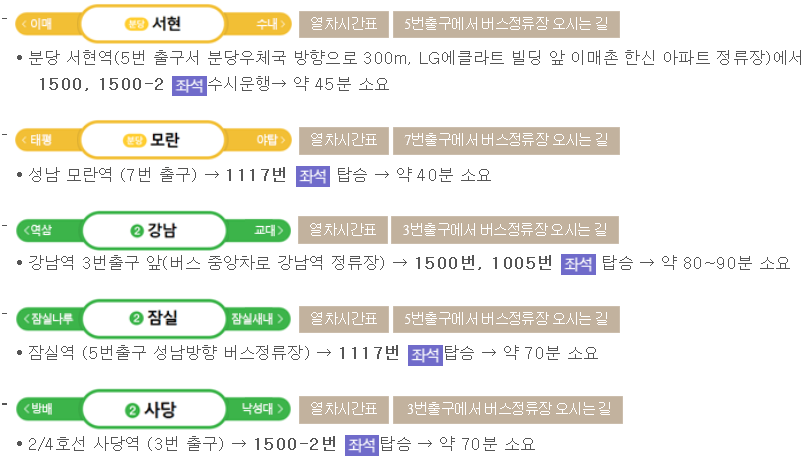 - <이매 분당 서현 수내> 열차시간표 5번출구에서 버스정류장 오시는 길
• 분당 서현역(5번 출구서 분당우체국 방향으로 300m, LG에클라트 빌딩 앞 이매촌 한신 아파트 정류장)에서
1500, 1500-2 좌석수시운행→ 약 45분 소요
- <태평 분당 모란 야탑> 열차시간표 7번출구에서 버스정류장 오시는 길
• 성남 모란역 (7번 출구) → 1117번 좌석 탑승 → 약 40분 소요
- <역삼 2 강남 교대> 열차시간표 3번출구에서 버스정류장 오시는 길
• 강남역 3번출구 앞(버스 중앙차로 강남역 정류장) → 1500번, 1005번 좌석 탑승 → 약 80~90분 소요
- <잠실나루 2 잠실 잠실새내> 열차시간표 5번출구에서 버스정류장 오시는 길
• 잠실역 (5번출구 성남방향 버스정류장) → 1117번 좌석탑승 → 약 70분 소요
- <방배 2 사당 낙성대> 열차시간표 3번출구에서 버스정류장 오시는 길
• 2/4호선 사당역 (3번 출구) → 1500-2번 좌석탑승 → 약 70분 소요